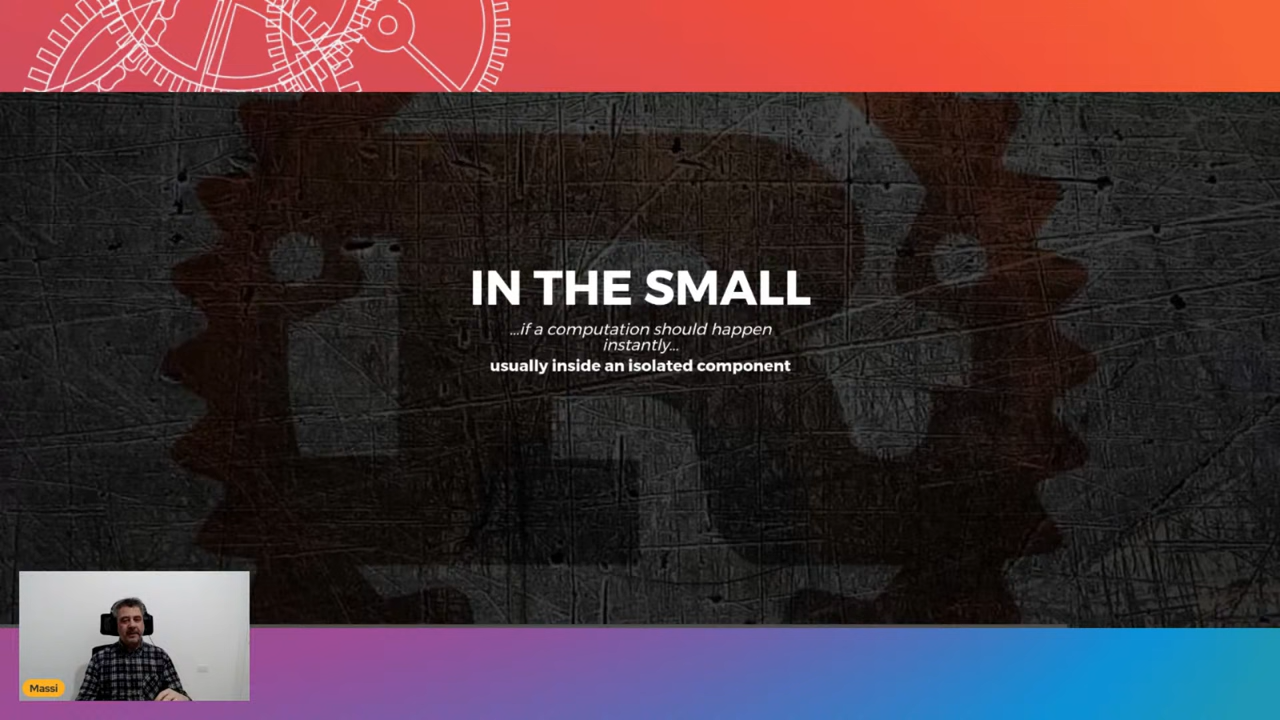 IN THE SMALL
...if a computation should happen
instantly...
usually inside an isolated component
Massi